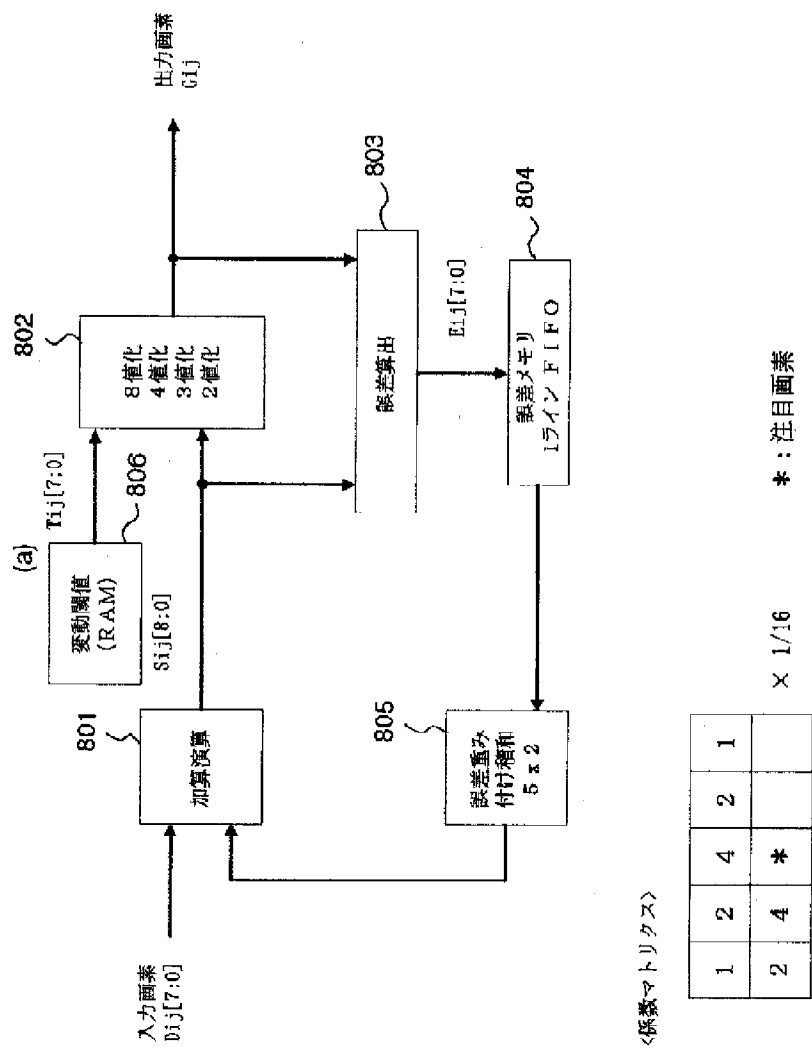 (a)
変動閾値
(RAM)
806
Tij[7:0]
802
8値化
4値化
3値化
2値化
出力画素
Gij
入力画素
Dij[7:0]
801
加算演算
Sij[8:0]
803
誤差算出
Eij[7:0]
805
誤差重み
付け積和
5 x 2
804
誤差メモリ
1ライン FIFO
<係数マトリクス>
1 2 4 2 1
2 4 *
× 1/16
*：注目画素